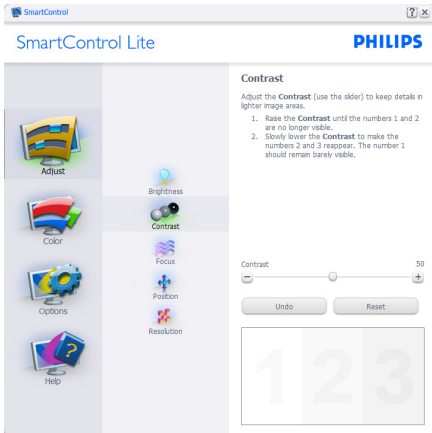 SmartControl
?
SmartControl Lite
PHILIPS
Adjust
Color
Options
Help
Brightness
Contrast
Focus
Position
Resolution
Contrast
Adjust the Contrast (use the slider) to keep details in
lighter image areas.
1. Raise the Contrast until the numbers 1 and 2
are no longer visible.
2. Slowly lower the Contrast to make the
numbers 2 and 3 reappear. The number 1
should remain barely visible.
Contrast 50
Undo Reset
1 2 3